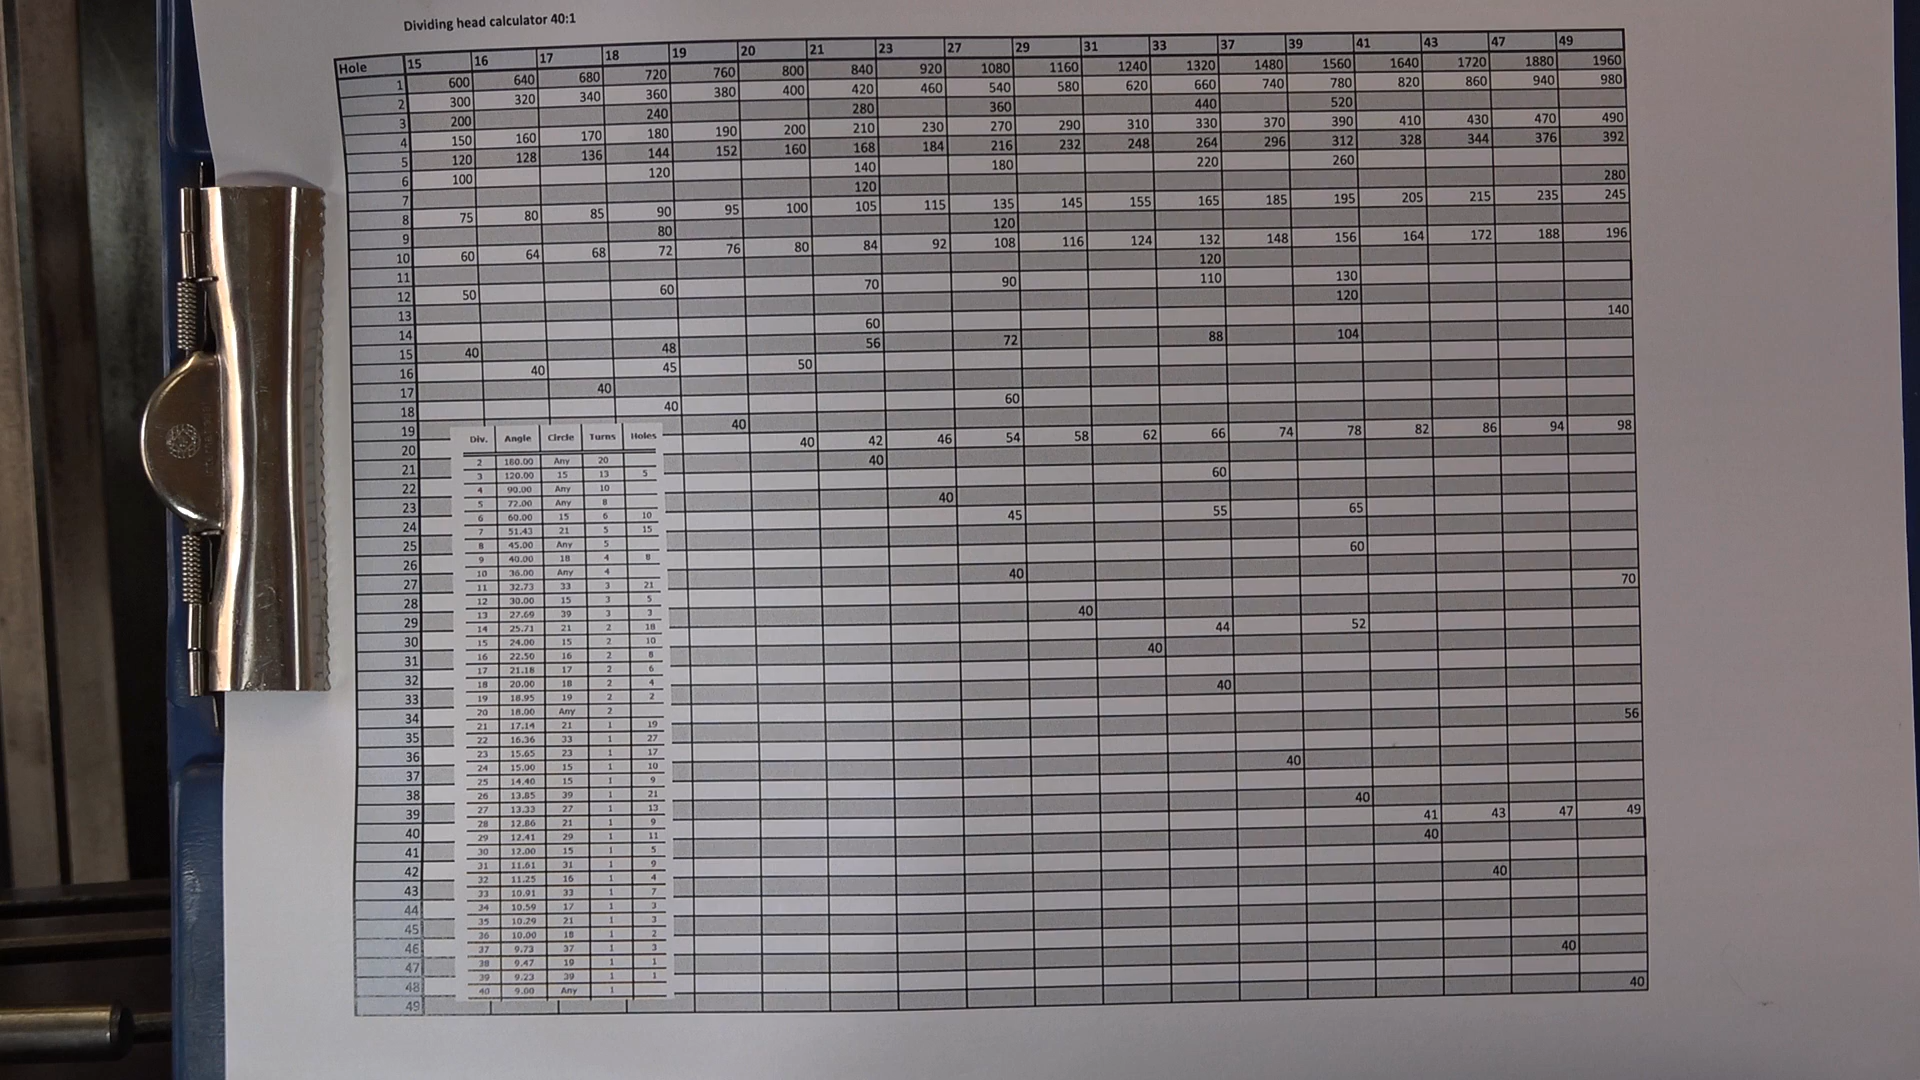 Dividing head calculator 40:1
Hole 15 16 17 18 19 20 21 23 27 29 31 33 37 39 41 43 47 49
1 600 640 680 720 760 800 840 920 1080 1160 1240 1320 1480 1560 1640 1720 1880 1960
2 300 320 340 360 380 400 420 460 540 580 620 660 740 780 820 860 940 980
3 200 240 280 360 440 520
4 150 160 170 180 190 200 210 230 270 290 310 330 370 390 410 430 470 490
5 120 128 136 144 152 160 168 184 216 232 248 264 296 312 328 344 376 392
6 100 120 140 180 220 260
7 120 280
8 75 80 85 90 95 100 105 115 135 145 155 165 185 195 205 215 235 245
9 80 120
10 60 64 68 72 76 80 84 92 108 116 124 132 148 156 164 172 188 196
11 120
12 50 60 70 90 110 130
13 120
14 60 140
15 40 48 56 72 88 104
16 40 45 50
17 40
18 40 60
19 40
20 40 42 46 54 58 62 66 74 78 82 86 94 98
21 40
22 60
23 40
24 45 55 65
25
26 60
27 40
28 70
29 40
30 44 52
31 40
32
33 40
34
35 56
36
37 40
38
39 40
40 41 43 47 49
41 40
42
43 40
44
45
46
47 40
48
49 40
Div. Angle Circle Turns Holes
2 180.00 Any 20
3 120.00 15 13 5
4 90.00 Any 10
5 72.00 Any 8
6 60.00 15 6 10
7 51.43 21 5 15
8 45.00 Any 5
9 40.00 18 4 8
10 36.00 Any 4
11 32.73 33 3 21
12 30.00 15 3 5
13 27.69 39 3 3
14 25.71 21 2 18
15 24.00 15 2 10
16 22.50 16 2 8
17 21.18 17 2 6
18 20.00 18 2 4
19 18.95 19 2 2
20 18.00 Any 2
21 17.14 21 1 19
22 16.36 33 1 27
23 15.65 23 1 17
24 15.00 15 1 10
25 14.40 15 1 9
26 13.85 39 1 21
27 13.33 27 1 13
28 12.86 21 1 9
29 12.41 29 1 11
30 12.00 15 1 5
31 11.61 31 1 9
32 11.25 16 1 4
33 10.91 33 1 7
34 10.59 17 1 3
35 10.29 21 1 3
36 10.00 18 1 2
37 9.73 37 1 3
38 9.47 19 1 1
39 9.23 39 1 1
40 9.00 Any 1